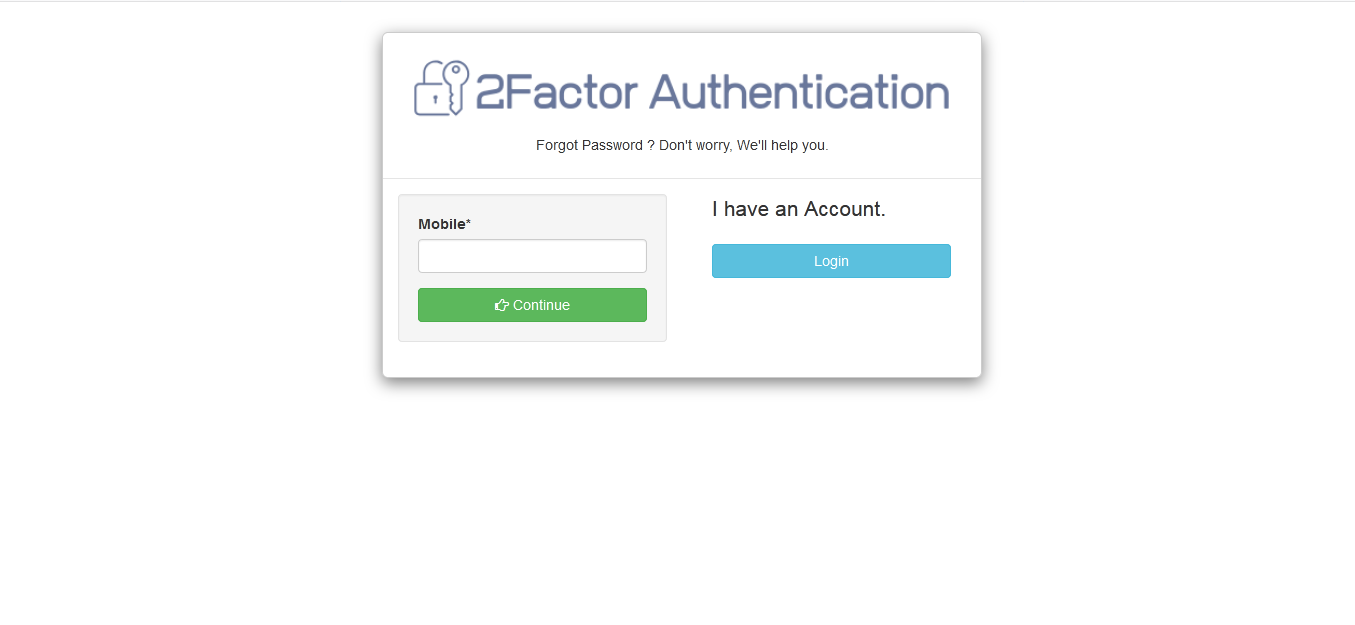 2Factor Authentication
Forgot Password ? Don't worry, We'll help you.
Mobile*
Continue
I have an Account.
Login